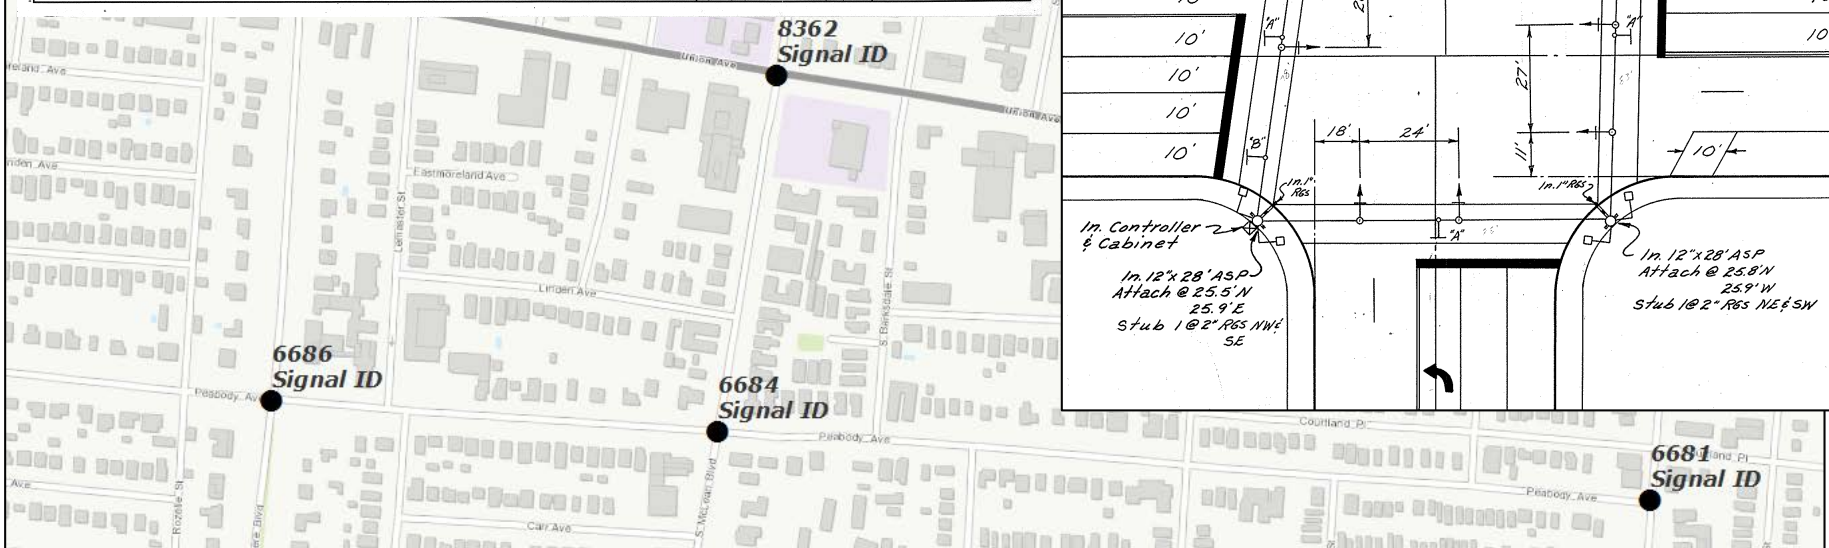 8362
Signal ID
Union Ave
Union Ave
Eastmoreland Ave
Lemaster St
Linden Ave
S. Barksdale St
6686
Signal ID
Peabody Av
6684
Signal ID
Peabody Ave
S. McLean Blvd
Carr Ave
Rozelle St
Courtland Pl
6681
Signal ID
Peabody Ave
"A"
"A"
10'
10'
10'
10'
10
27'
11'
18'
24'
10'
"B"
In. 1" RGS
In. 1" RGS
"A"
In. Controller
& Cabinet
In. 12"x28' ASP
Attach @ 25.5'N
25.9'E
Stub 1@2" RGS NW&
SE
In. 12"x28' ASP
Attach @ 25.8'N
25.9'W
Stub 1@2" RGS NE&SW